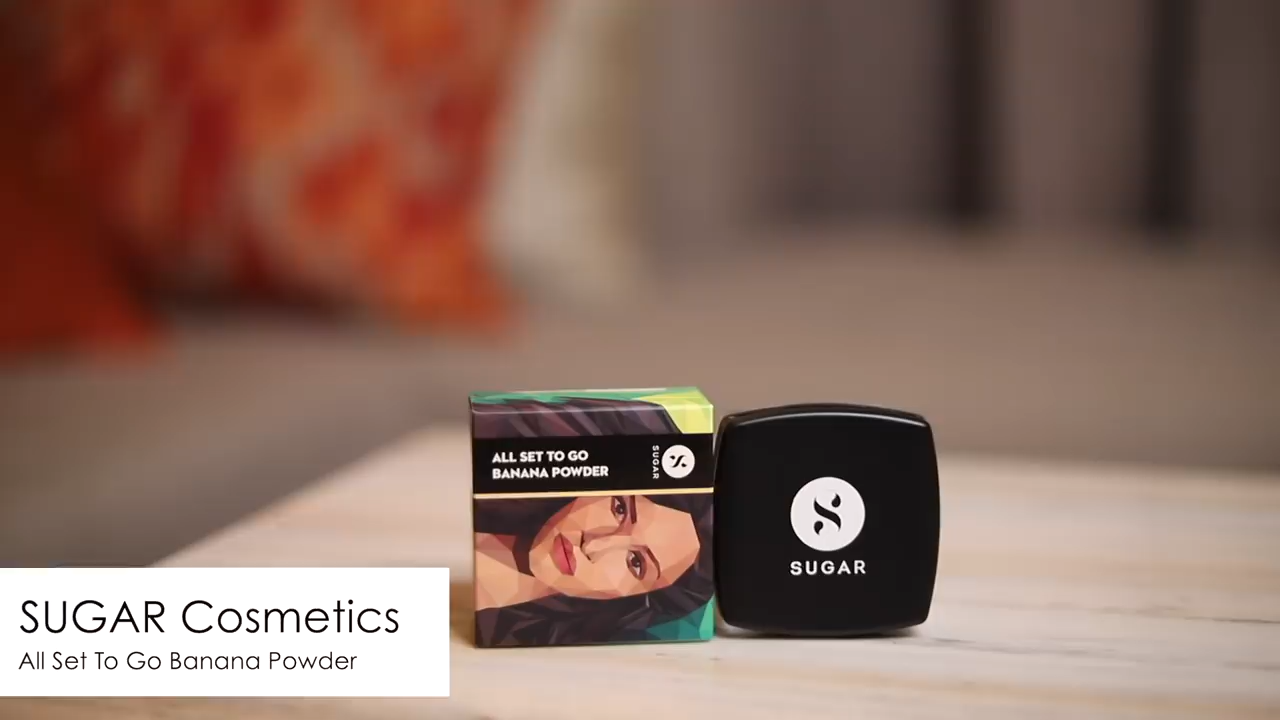 ALL SET TO GO
BANANA POWDER
SUGAR
SUGAR
SUGAR Cosmetics
All Set To Go Banana Powder